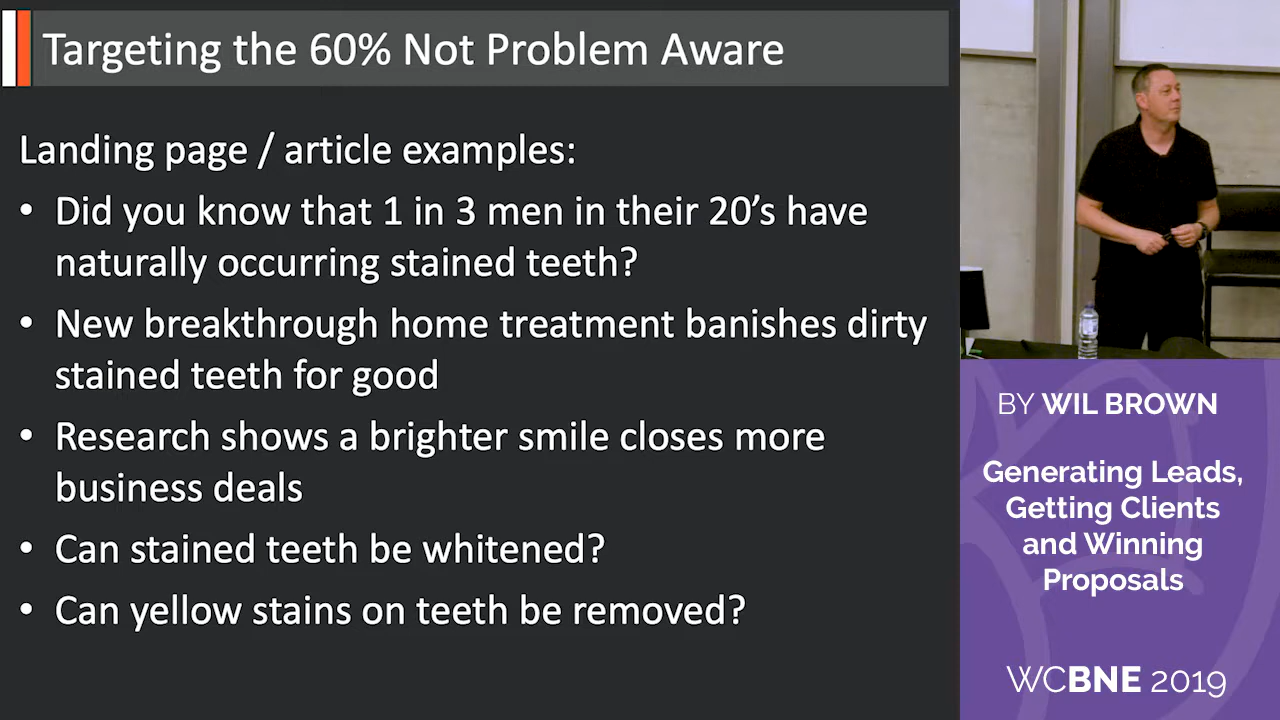 Targeting the 60% Not Problem Aware
Landing page / article examples:
• Did you know that 1 in 3 men in their 20's have
naturally occurring stained teeth?
• New breakthrough home treatment banishes dirty
stained teeth for good
• Research shows a brighter smile closes more
business deals
• Can stained teeth be whitened?
• Can yellow stains on teeth be removed?
BY WIL BROWN
Generating Leads,
Getting Clients
and Winning
Proposals
WCBNE 2019